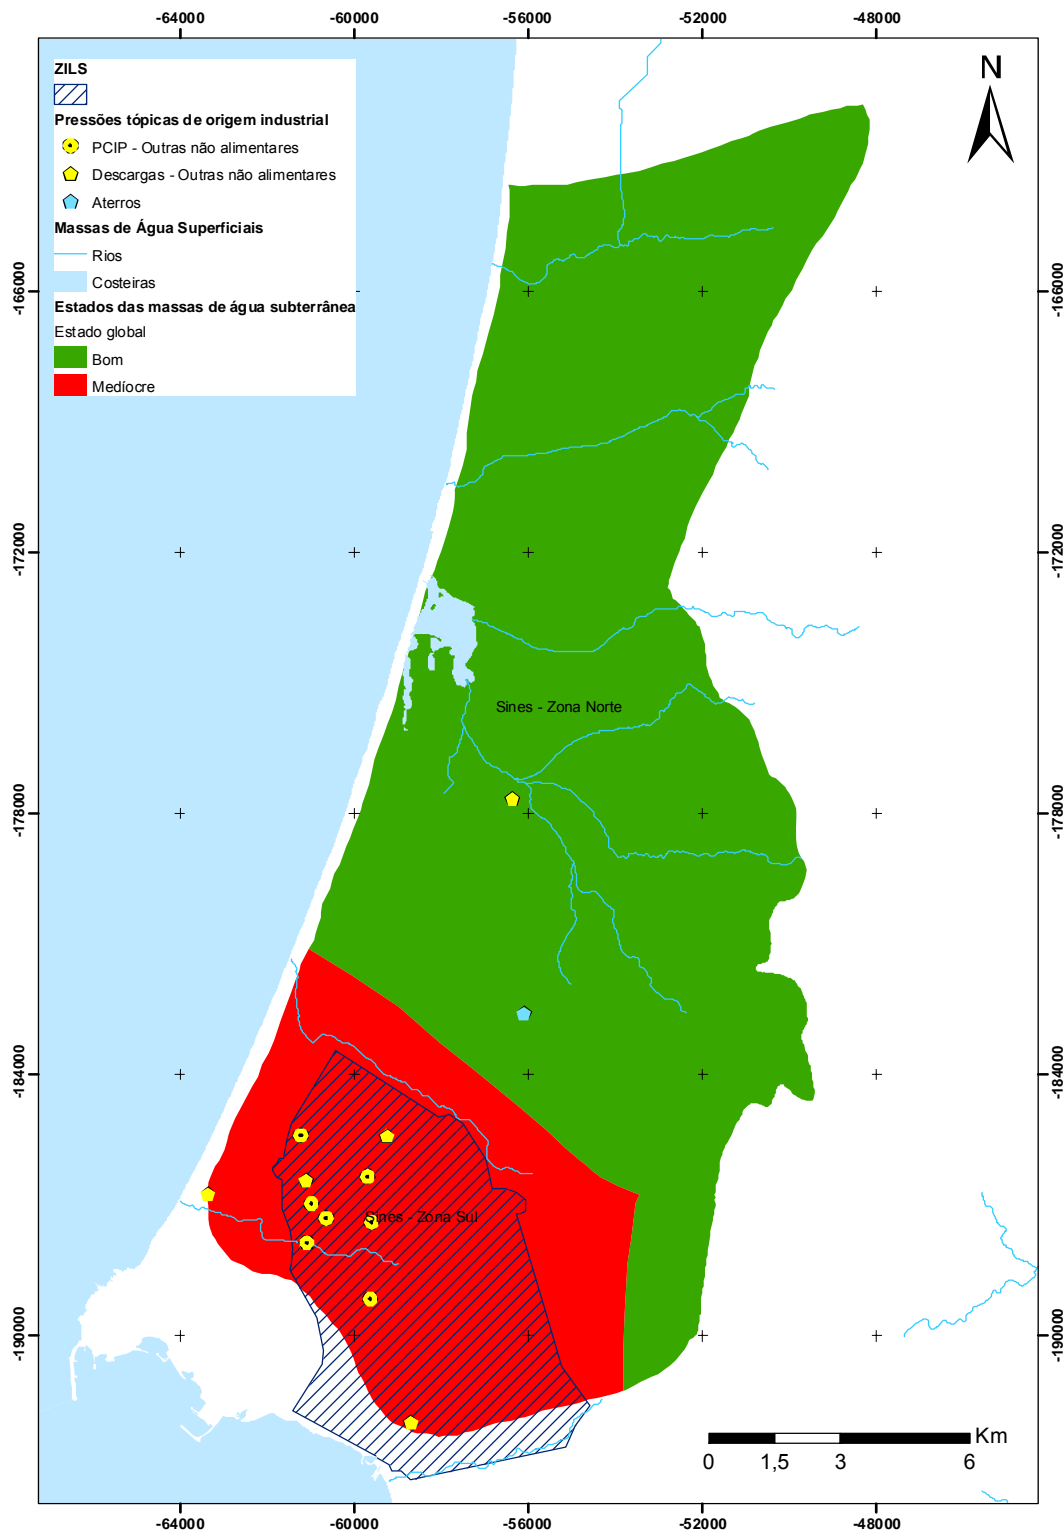 -64000 -60000 -56000 -52000 -48000
N
ZILS
Pressões tópicas de origem industrial
PCIP - Outras não alimentares
Descargas - Outras não alimentares
Aterros
Massas de Água Superficiais
Rios
Costeiras
Estados das massas de água subterrânea
Estado global
Bom
Medíocre
-166000 -166000
-172000 -172000
Sines - Zona Norte
-178000 -178000
-184000 -184000
Sines - Zona Sul
-190000 -190000
Km
0 1,5 3 6
-64000 -60000 -56000 -52000 -48000